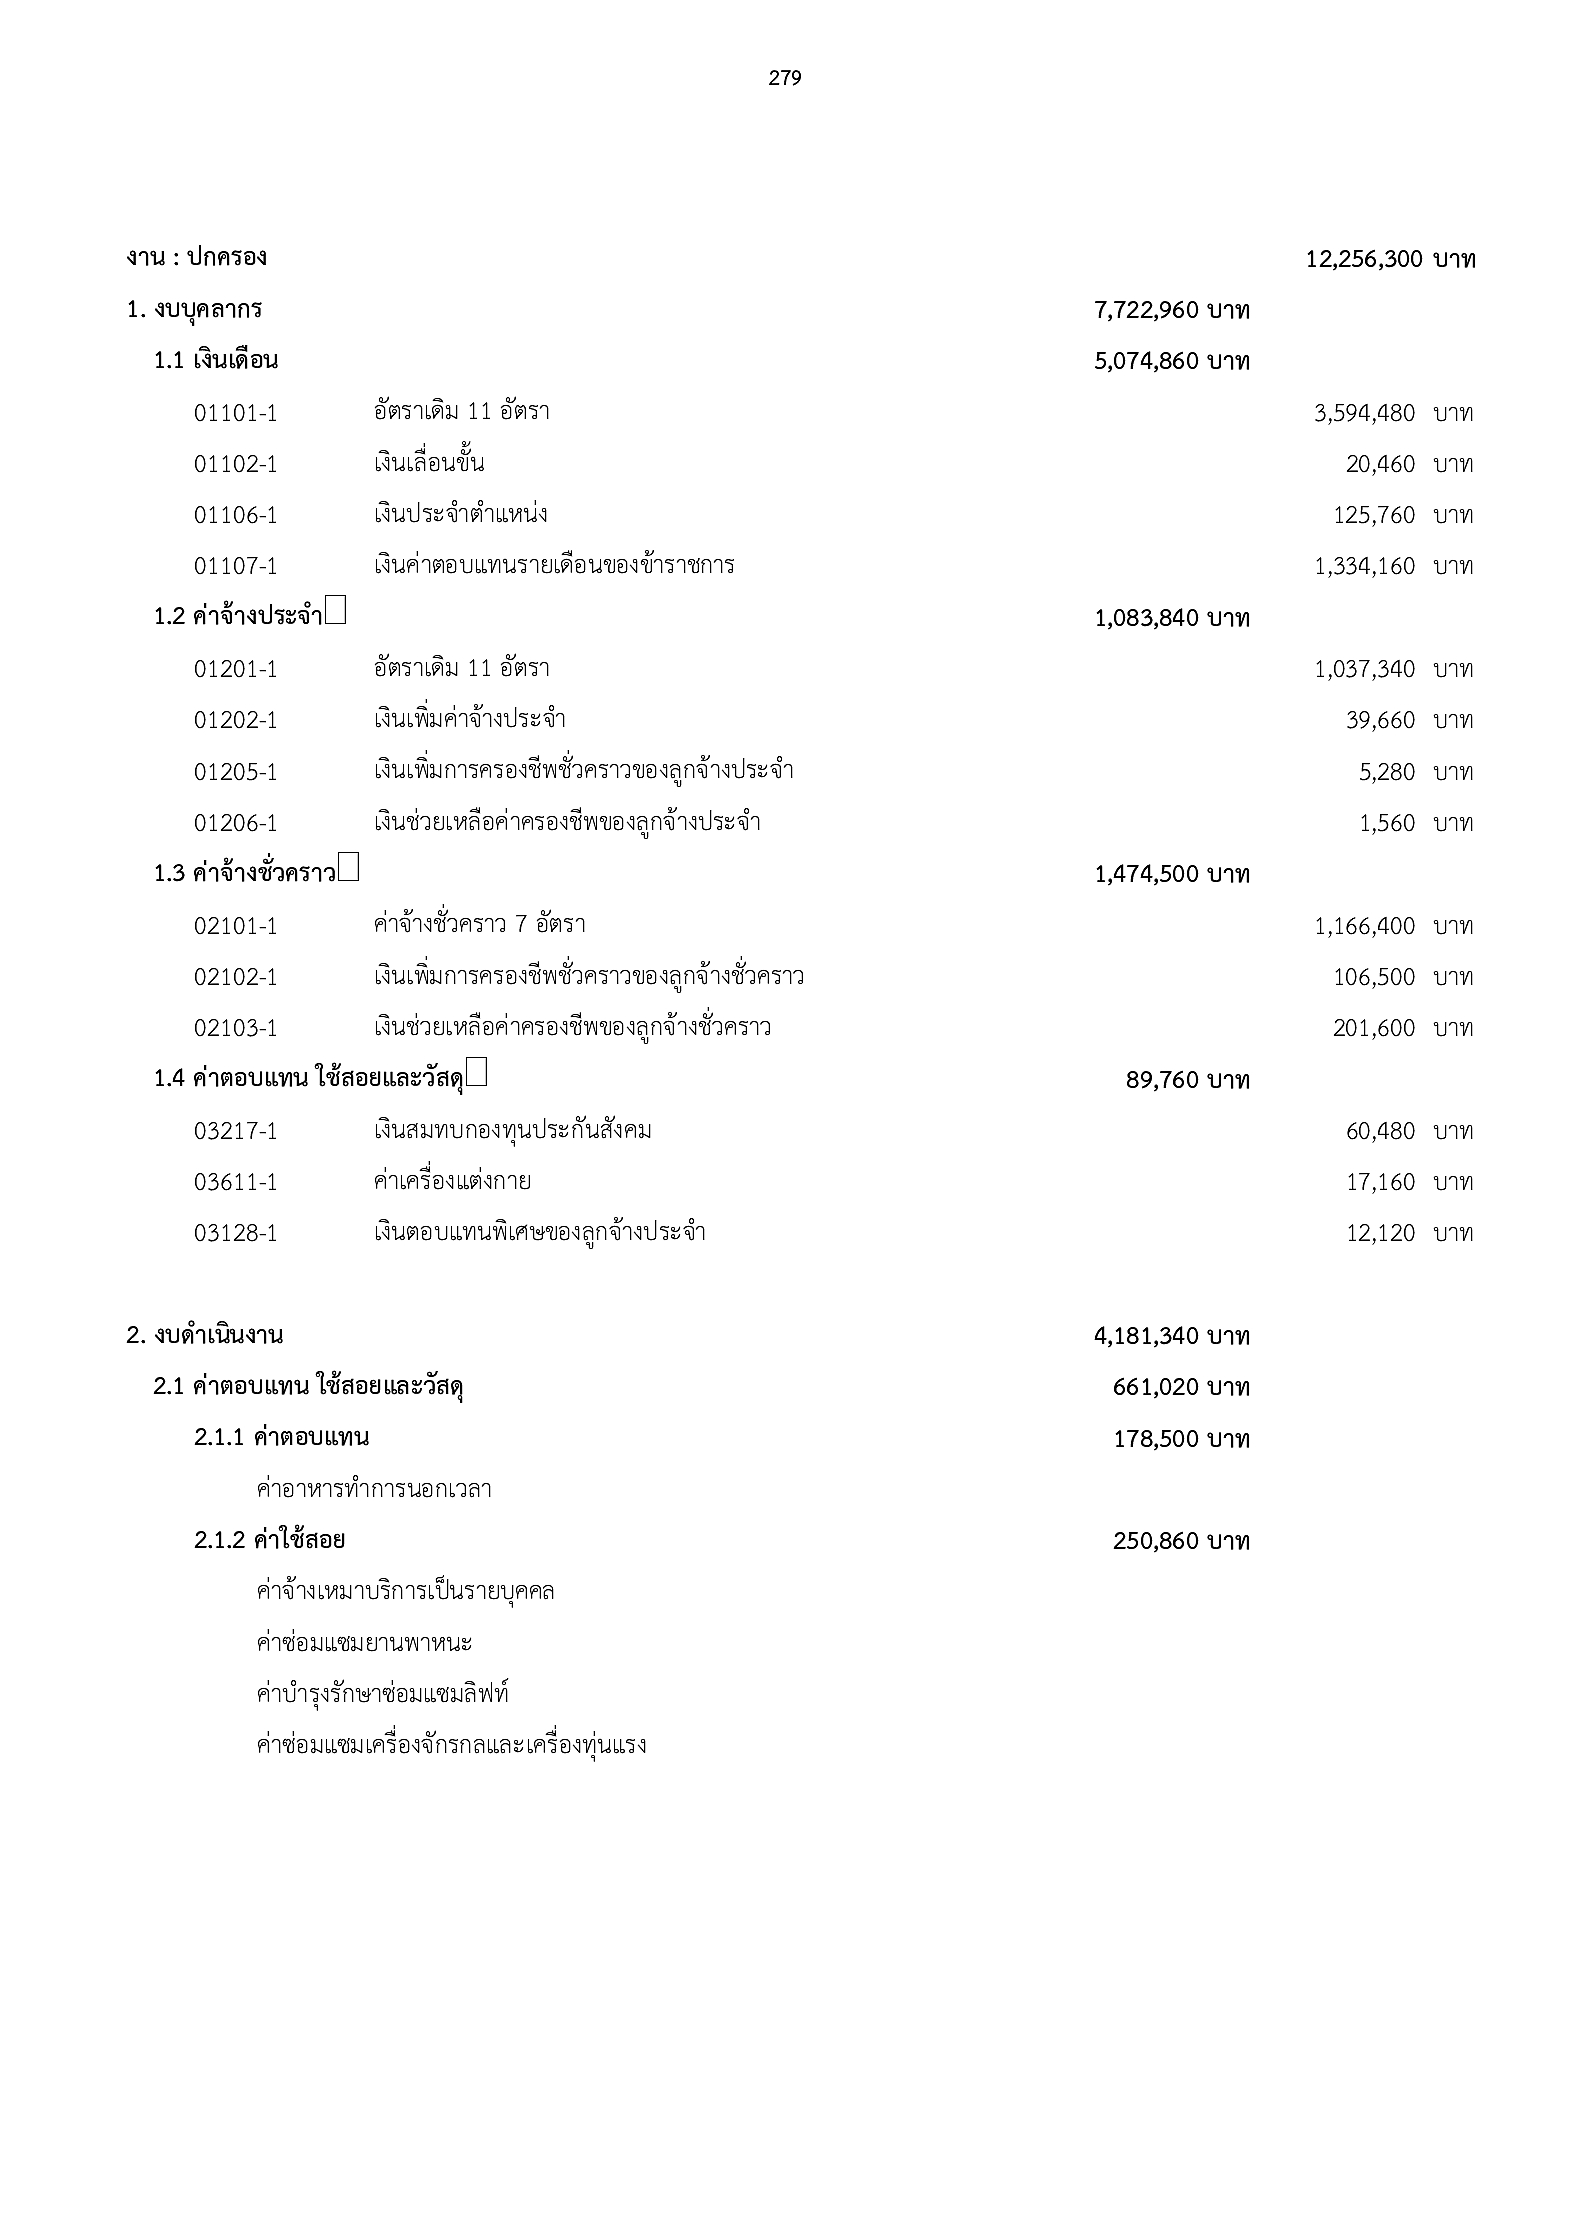 279
งาน : ปกครอง 12,256,300 บาท
1. งบบุคลากร 7,722,960 บาท
1.1 เงินเดือน 5,074,860 บาท
01101-1 อัตราเดิม 11 อัตรา 3,594,480 บาท
01102-1 เงินเลื่อนขั้น 20,460 บาท
01106-1 เงินประจำตำแหน่ง 125,760 บาท
01107-1 เงินค่าตอบแทนรายเดือนของข้าราชการ 1,334,160 บาท
1.2 ค่าจ้างประจำ 1,083,840 บาท
01201-1 อัตราเดิม 11 อัตรา 1,037,340 บาท
01202-1 เงินเพิ่มค่าจ้างประจำ 39,660 บาท
01205-1 เงินเพิ่มการครองชีพชั่วคราวของลูกจ้างประจำ 5,280 บาท
01206-1 เงินช่วยเหลือค่าครองชีพของลูกจ้างประจำ 1,560 บาท
1.3 ค่าจ้างชั่วคราว 1,474,500 บาท
02101-1 ค่าจ้างชั่วคราว 7 อัตรา 1,166,400 บาท
02102-1 เงินเพิ่มการครองชีพชั่วคราวของลูกจ้างชั่วคราว 106,500 บาท
02103-1 เงินช่วยเหลือค่าครองชีพของลูกจ้างชั่วคราว 201,600 บาท
1.4 ค่าตอบแทน ใช้สอยและวัสดุ 89,760 บาท
03217-1 เงินสมทบกองทุนประกันสังคม 60,480 บาท
03611-1 ค่าเครื่องแต่งกาย 17,160 บาท
03128-1 เงินตอบแทนพิเศษของลูกจ้างประจำ 12,120 บาท
2. งบดำเนินงาน 4,181,340 บาท
2.1 ค่าตอบแทน ใช้สอยและวัสดุ 661,020 บาท
2.1.1 ค่าตอบแทน 178,500 บาท
ค่าอาหารทำการนอกเวลา
2.1.2 ค่าใช้สอย 250,860 บาท
ค่าจ้างเหมาบริการเป็นรายบุคคล
ค่าซ่อมแซมยานพาหนะ
ค่าบำรุงรักษาซ่อมแซมลิฟท์
ค่าซ่อมแซมเครื่องจักรกลและเครื่องทุ่นแรง